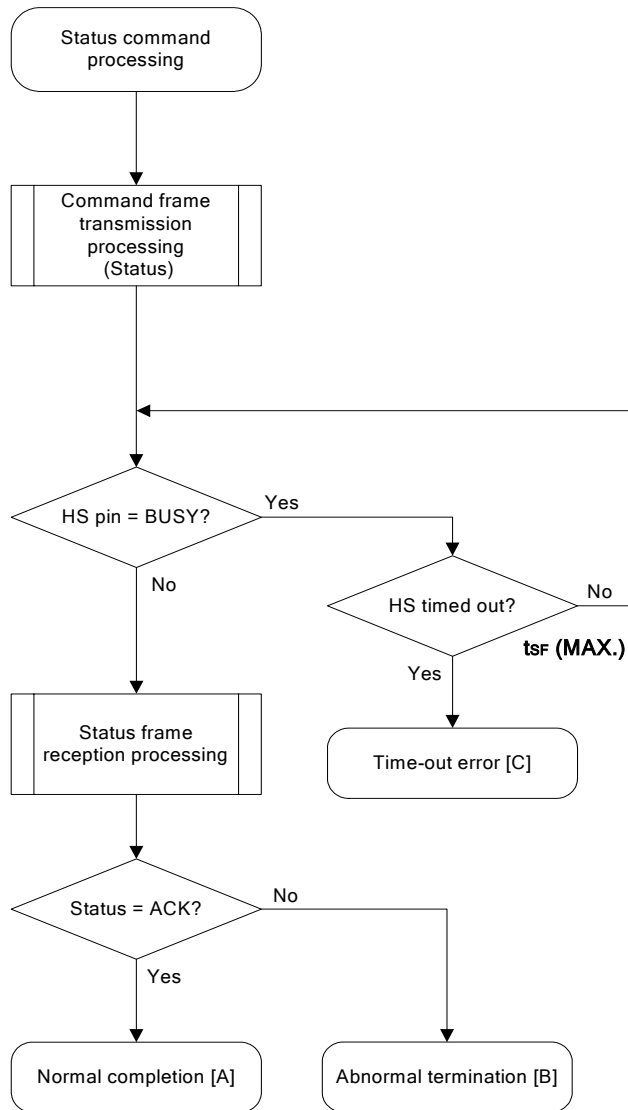 Status command
processing
Command frame
transmission
processing
(Status)
HS pin = BUSY?
Yes
No
HS timed out?
No
tSF (MAX.)
Yes
Status frame
reception processing
Time-out error [C]
Status = ACK?
No
Yes
Normal completion [A]
Abnormal termination [B]